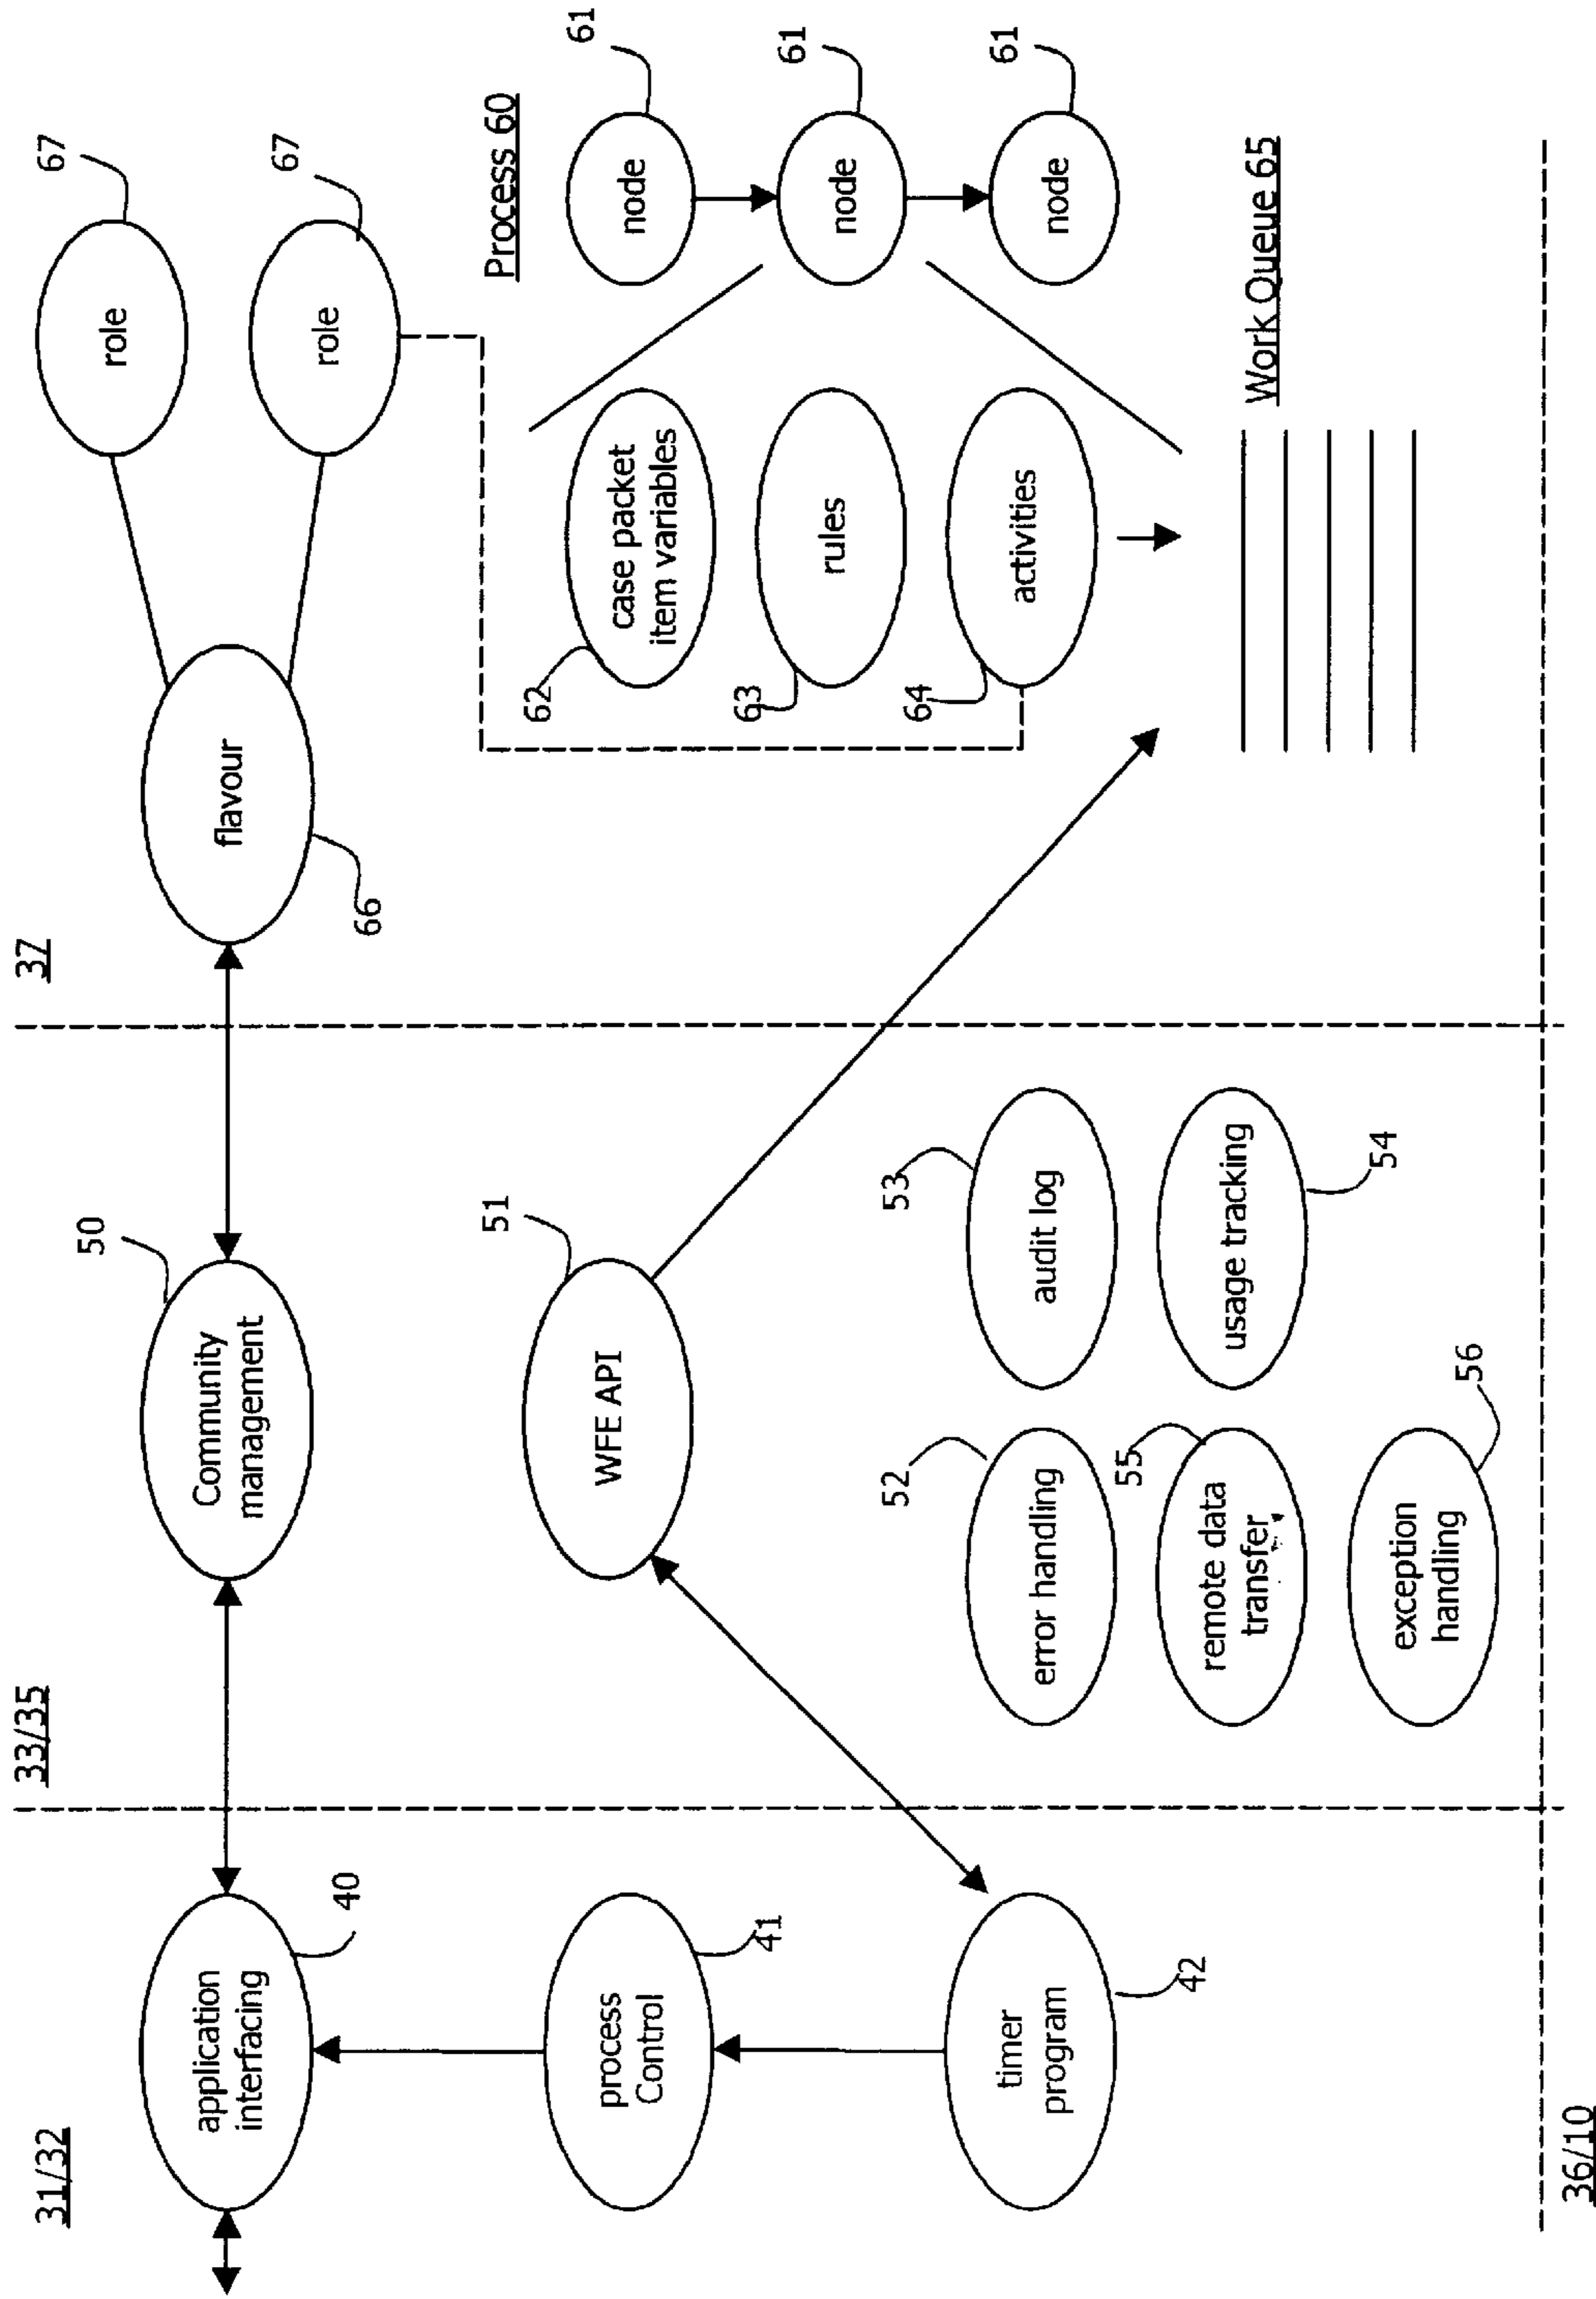 31/32
33/35
37
application
interfacing
40
process
Control
41
timer
program
42
Community
management
50
WFE API
51
error handling
52
audit log
53
remote data
transfer
55
usage tracking
54
exception
handling
56
flavour
66
role
67
role
67
Process 60
case packet
item variables
62
rules
63
activities
64
node
61
node
61
node
61
Work Queue 65
36/10